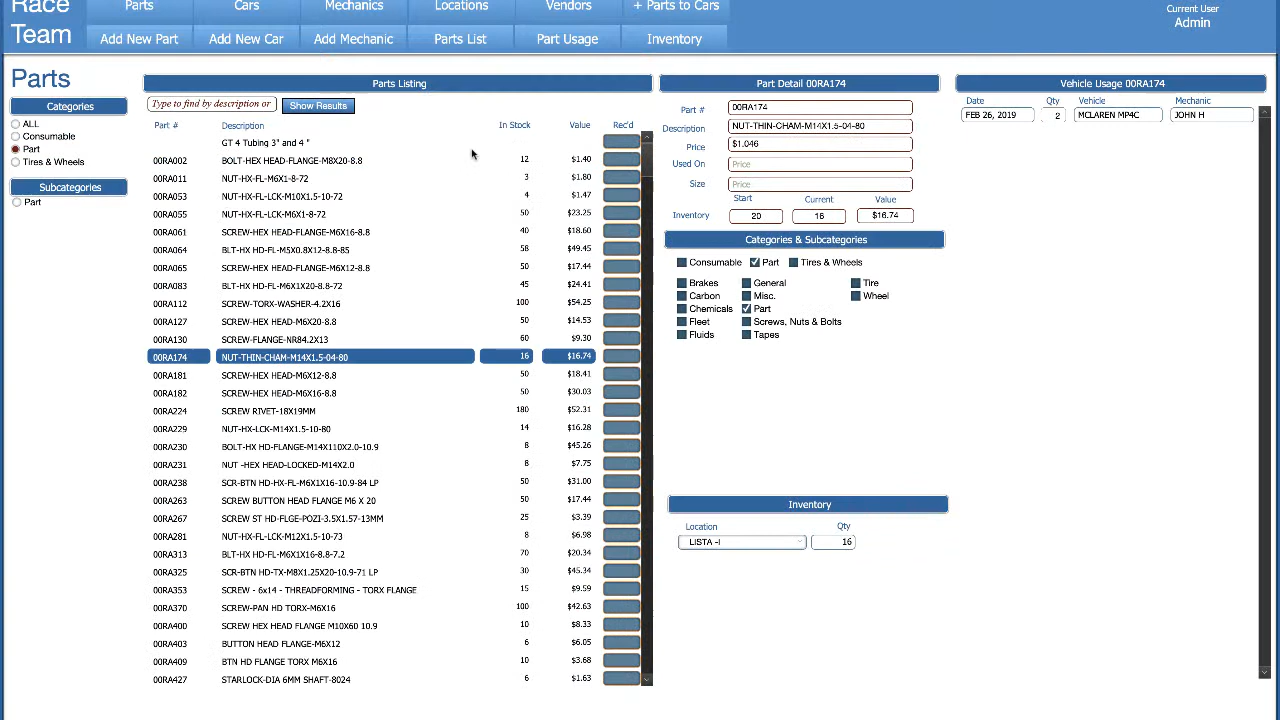 Race
Team
Parts
Cars
Mechanics
Locations
Vendors
+ Parts to Cars
Add New Part
Add New Car
Add Mechanic
Parts List
Part Usage
Inventory
Current User
Admin
Parts
Categories
ALL
Consumable
Part
Tires & Wheels
Subcategories
Part
Parts Listing
Type to find by description or
Show Results
Part # Description In Stock Value Rec'd
GT 4 Tubing 3" and 4 "
00RA002 BOLT-HEX HEAD-FLANGE-M8X20-8.8 12 $1.40
00RA011 NUT-HX-FL-M6X1-8-72 3 $1.80
00RA053 NUT-HX-FL-LCK-M10X1.5-10-72 4 $1.47
00RA055 NUT-HX-FL-LCK-M6X1-8-72 50 $23.25
00RA061 SCREW-HEX HEAD-FLANGE-M6X16-8.8 40 $18.60
00RA064 BLT-HX HD-FL-M5X0.8X12-8.8-85 58 $49.45
00RA065 SCREW-HEX HEAD-FLANGE-M6X12-8.8 50 $17.44
00RA083 BLT-HX HD-FL-M6X1X20-8.8-72 45 $24.41
00RA112 SCREW-TORX-WASHER-4.2X16 100 $54.25
00RA127 SCREW-HEX HEAD-M6X20-8.8 50 $14.53
00RA130 SCREW-FLANGE-NR84.2X13 60 $9.30
00RA174 NUT-THIN-CHAM-M14X1.5-04-80 16 $16.74
00RA181 SCREW-HEX HEAD-M6X12-8.8 50 $18.41
00RA182 SCREW-HEX HEAD-M6X16-8.8 50 $30.03
00RA224 SCREW RIVET-18X19MM 180 $52.31
00RA229 NUT-HX-LCK-M14X1.5-10-80 14 $16.28
00RA230 BOLT-HX HD-FLANGE-M14X110X2.0-10.9 8 $45.26
00RA231 NUT -HEX HEAD-LOCKED-M14X2.0 8 $7.75
00RA238 SCR-BTN HD-HX-FL-M6X1X16-10.9-84 LP 50 $31.00
00RA263 SCREW BUTTON HEAD FLANGE M6 X 20 50 $17.44
00RA267 SCREW ST HD-FLGE-POZI-3.5X1.57-13MM 25 $3.39
00RA281 NUT-HX-FL-LCK-M12X1.5-10-73 8 $6.98
00RA313 BLT-HX HD-FL-M6X1X16-8.8-7.2 70 $20.34
00RA325 SCR-BTN HD-TX-M8X1.25X20-10.9-71 LP 30 $45.34
00RA353 SCREW - 6x14 - THREADFORMING - TORX FLANGE 15 $9.59
00RA370 SCREW-PAN HD TORX-M6X16 100 $42.63
00RA400 SCREW HEX HEAD FLANGE M10X60 10.9 10 $8.33
00RA403 BUTTON HEAD FLANGE-M6X12 6 $6.05
00RA409 BTN HD FLANGE TORX M6X16 10 $3.68
00RA427 STARLOCK-DIA 6MM SHAFT-8024 6 $1.63
Part Detail 00RA174
Part # 00RA174
Description NUT-THIN-CHAM-M14X1.5-04-80
Price $1.046
Used On Price
Size Price
Start Current Value
Inventory 20 16 $16.74
Categories & Subcategories
Consumable Part Tires & Wheels
Brakes General Tire
Carbon Misc. Wheel
Chemicals Part
Fleet Screws, Nuts & Bolts
Fluids Tapes
Inventory
Location Qty
LISTA -I 16
Vehicle Usage 00RA174
Date Qty Vehicle Mechanic
FEB 26, 2019 2 MCLAREN MP4C JOHN H